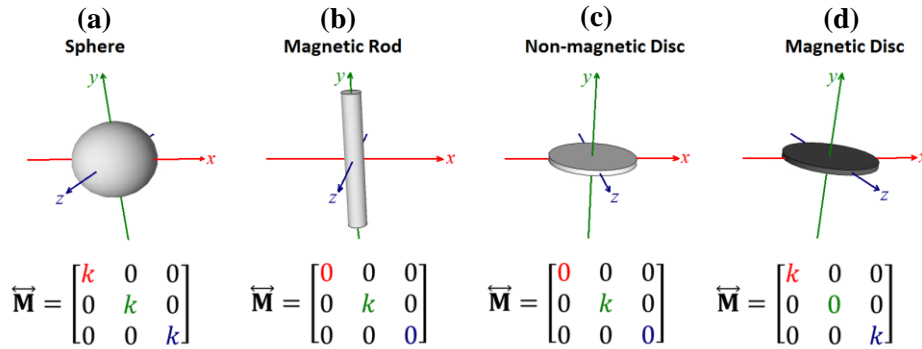 (a) (b) (c) (d)
Sphere Magnetic Rod Non-magnetic Disc Magnetic Disc
y y y y
x x x x
z z z z
M = [k 0 0 M = [0 0 0 M = [0 0 0 M = [k 0 0
0 k 0 0 k 0 0 k 0 0 0 0
0 0 k] 0 0 0] 0 0 0] 0 0 k]